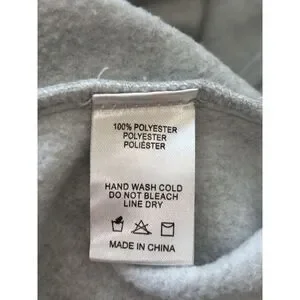 100% POLYESTER
POLYESTER
POLIÉSTER
HAND WASH COLD
DO NOT BLEACH
LINE DRY
MADE IN CHINA